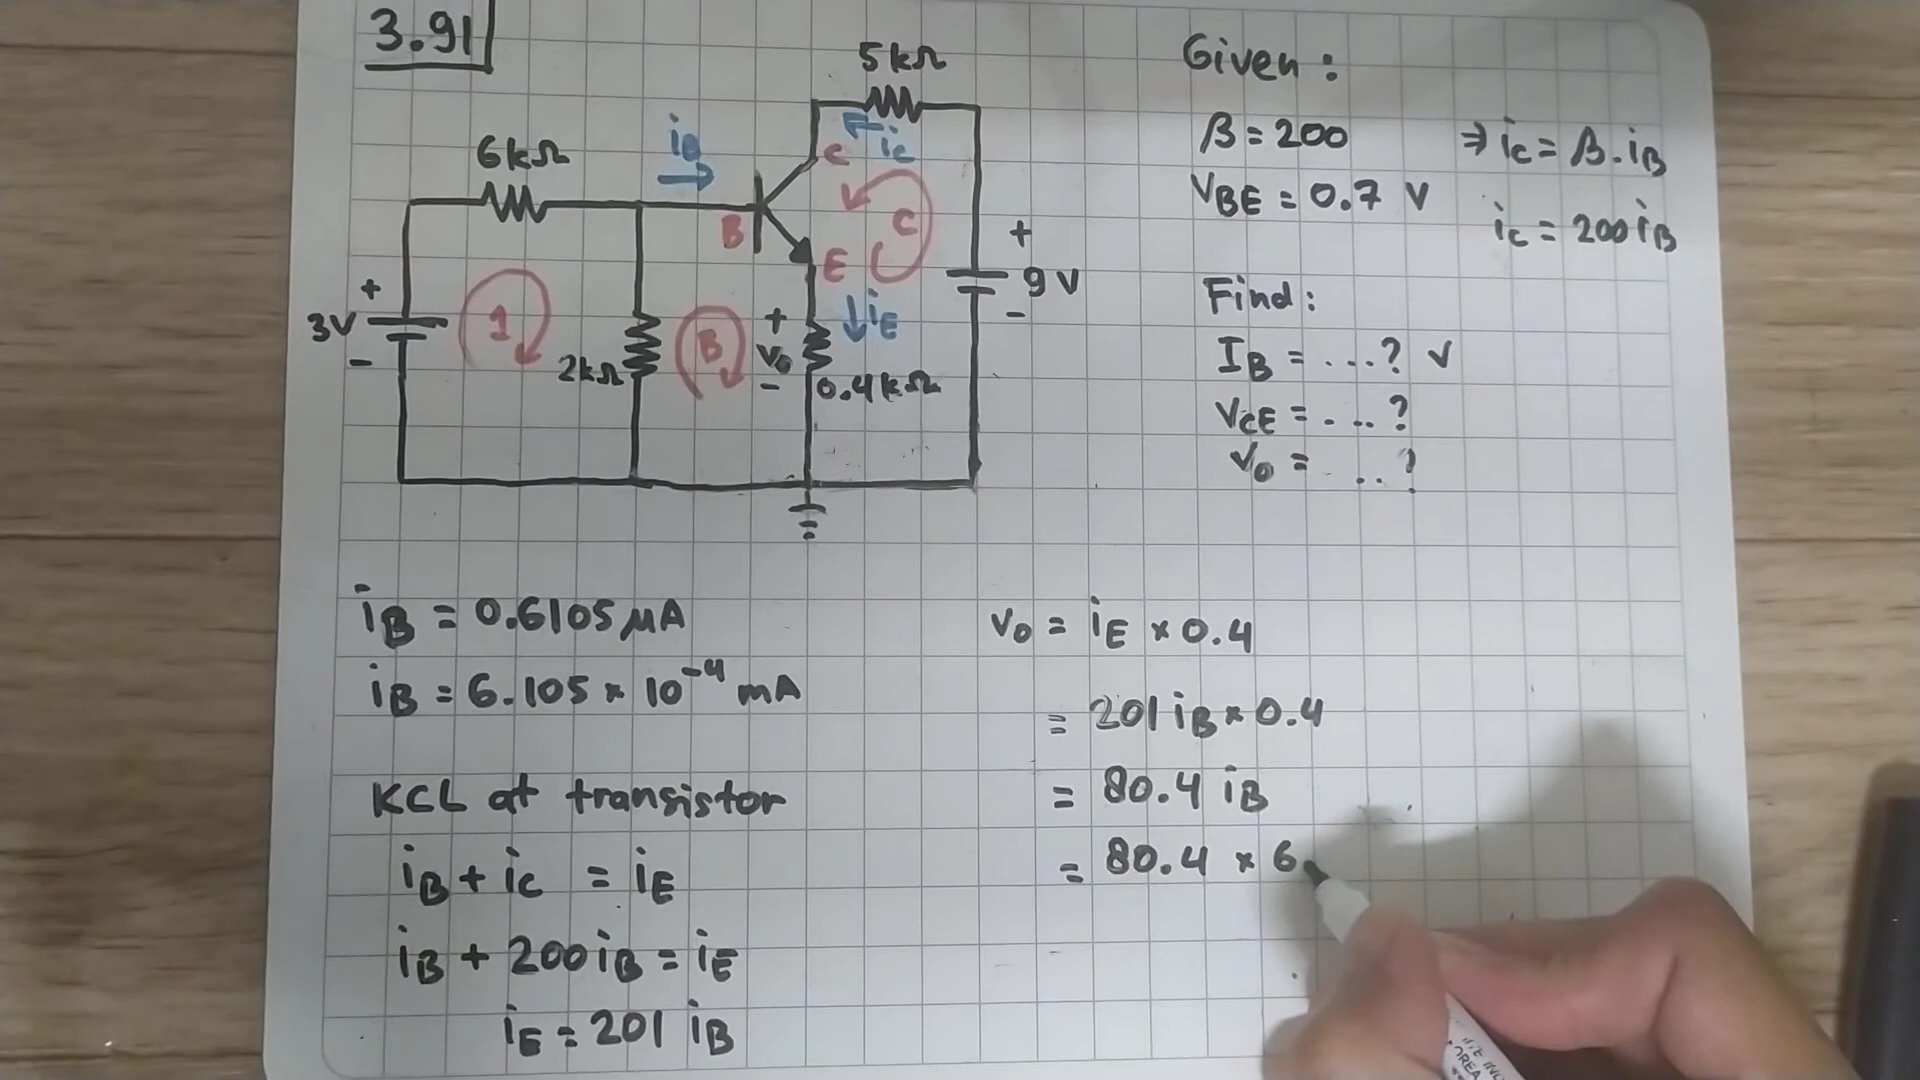 3.91
5kΩ
6kΩ
iB
ic
C
B
E
C
iE
+
3V
-
1
2kΩ
B
+
Vo
-
0.4kΩ
+
9V
-
Given:
β = 200 ⇒ ic = β.iB
VBE = 0.7 V ic = 200 iB
Find:
IB = ...? √
VCE = ...?
Vo = ...?
iB = 0.6105 μA
iB = 6.105 × 10⁻⁴ mA
KCL at transistor
iB + ic = iE
iB + 200iB = iE
iE = 201 iB
Vo = iE × 0.4
= 201 iB × 0.4
= 80.4 iB
= 80.4 × 6.